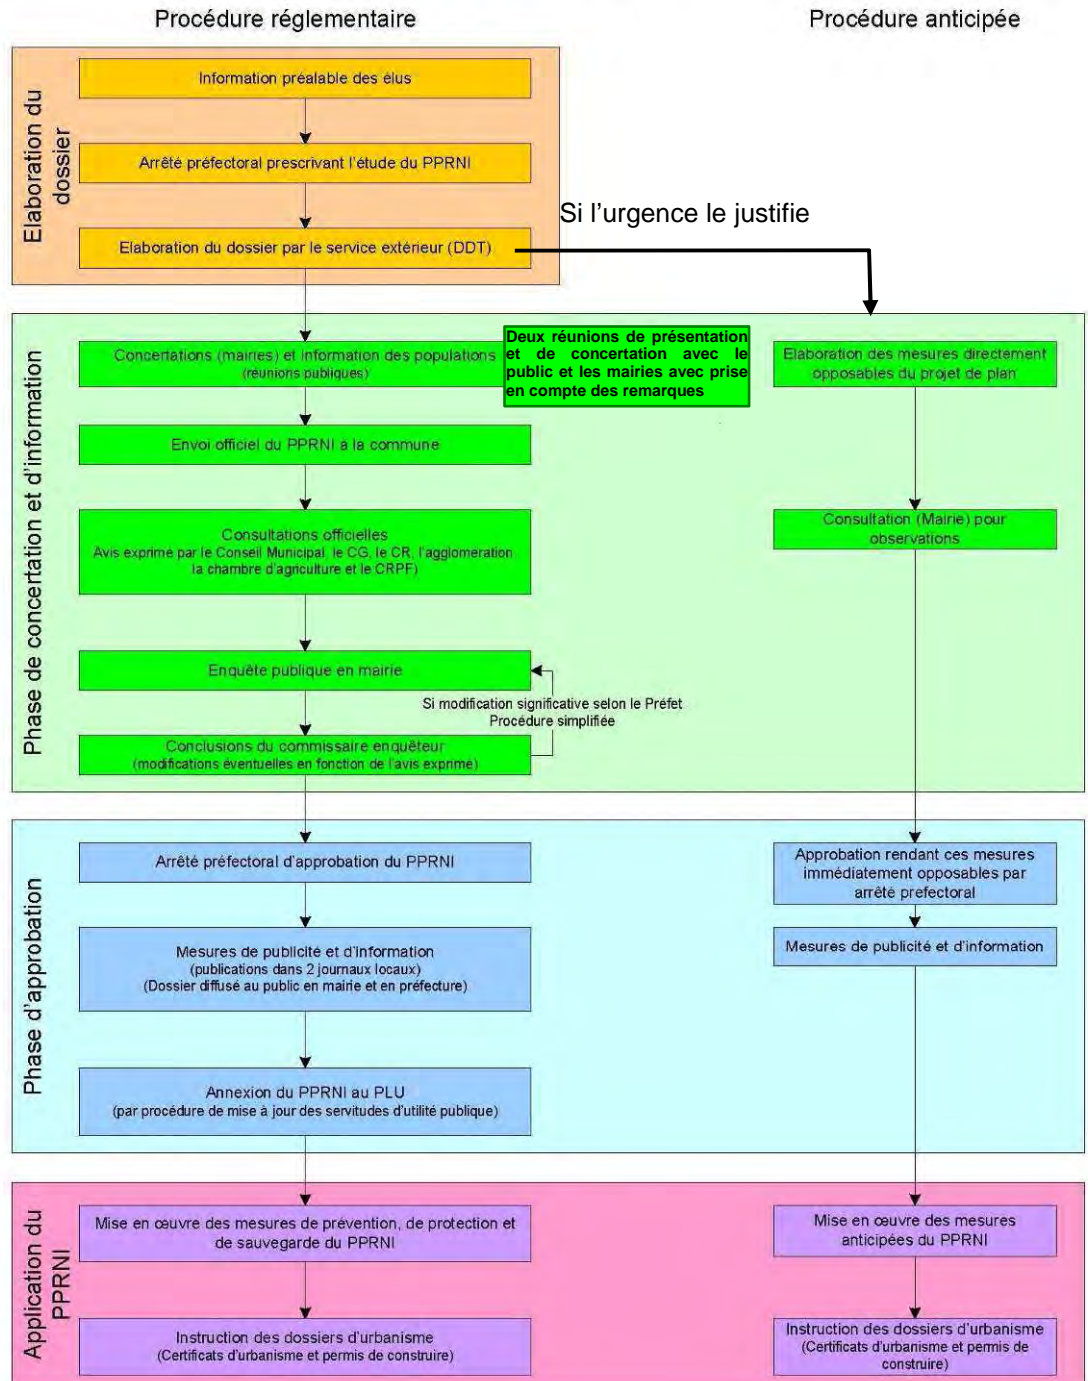 Procédure réglementaire
Procédure anticipée
Elaboration du
dossier
Information préalable des élus
Arrêté préfectoral prescrivant l'étude du PPRNI
Elaboration du dossier par le service extérieur (DDT)
Si l'urgence le justifie
Phase de concertation et d'information
Concertations (mairies) et information des populations
(réunions publiques)
Deux réunions de présentation
et de concertation avec le
public et les mairies avec prise
en compte des remarques
Elaboration des mesures directement
opposables du projet de plan
Envoi officiel du PPRNI à la commune
Consultations officielles
Avis exprimé par le Conseil Municipal, le CG, le CR, l'agglomération
la chambre d'agriculture et le CRPF)
Consultation (Mairie) pour
observations
Enquête publique en mairie
Si modification significative selon le Préfet
Procédure simplifiée
Conclusions du commissaire enquêteur
(modifications éventuelles en fonction de l'avis exprimé)
Phase d'approbation
Arrêté préfectoral d'approbation du PPRNI
Approbation rendant ces mesures
immédiatement opposables par
arrêté prefectoral
Mesures de publicité et d'information
(publications dans 2 journaux locaux)
(Dossier diffusé au public en mairie et en préfecture)
Mesures de publicité et d'information
Annexion du PPRNI au PLU
(par procédure de mise à jour des servitudes d'utilité publique)
Application du
PPRNI
Mise en œuvre des mesures de prévention, de protection et
de sauvegarde du PPRNI
Mise en œuvre des mesures
anticipées du PPRNI
Instruction des dossiers d'urbanisme
(Certificats d'urbanisme et permis de construire)
Instruction des dossiers d'urbanisme
(Certificats d'urbanisme et permis de
construire)